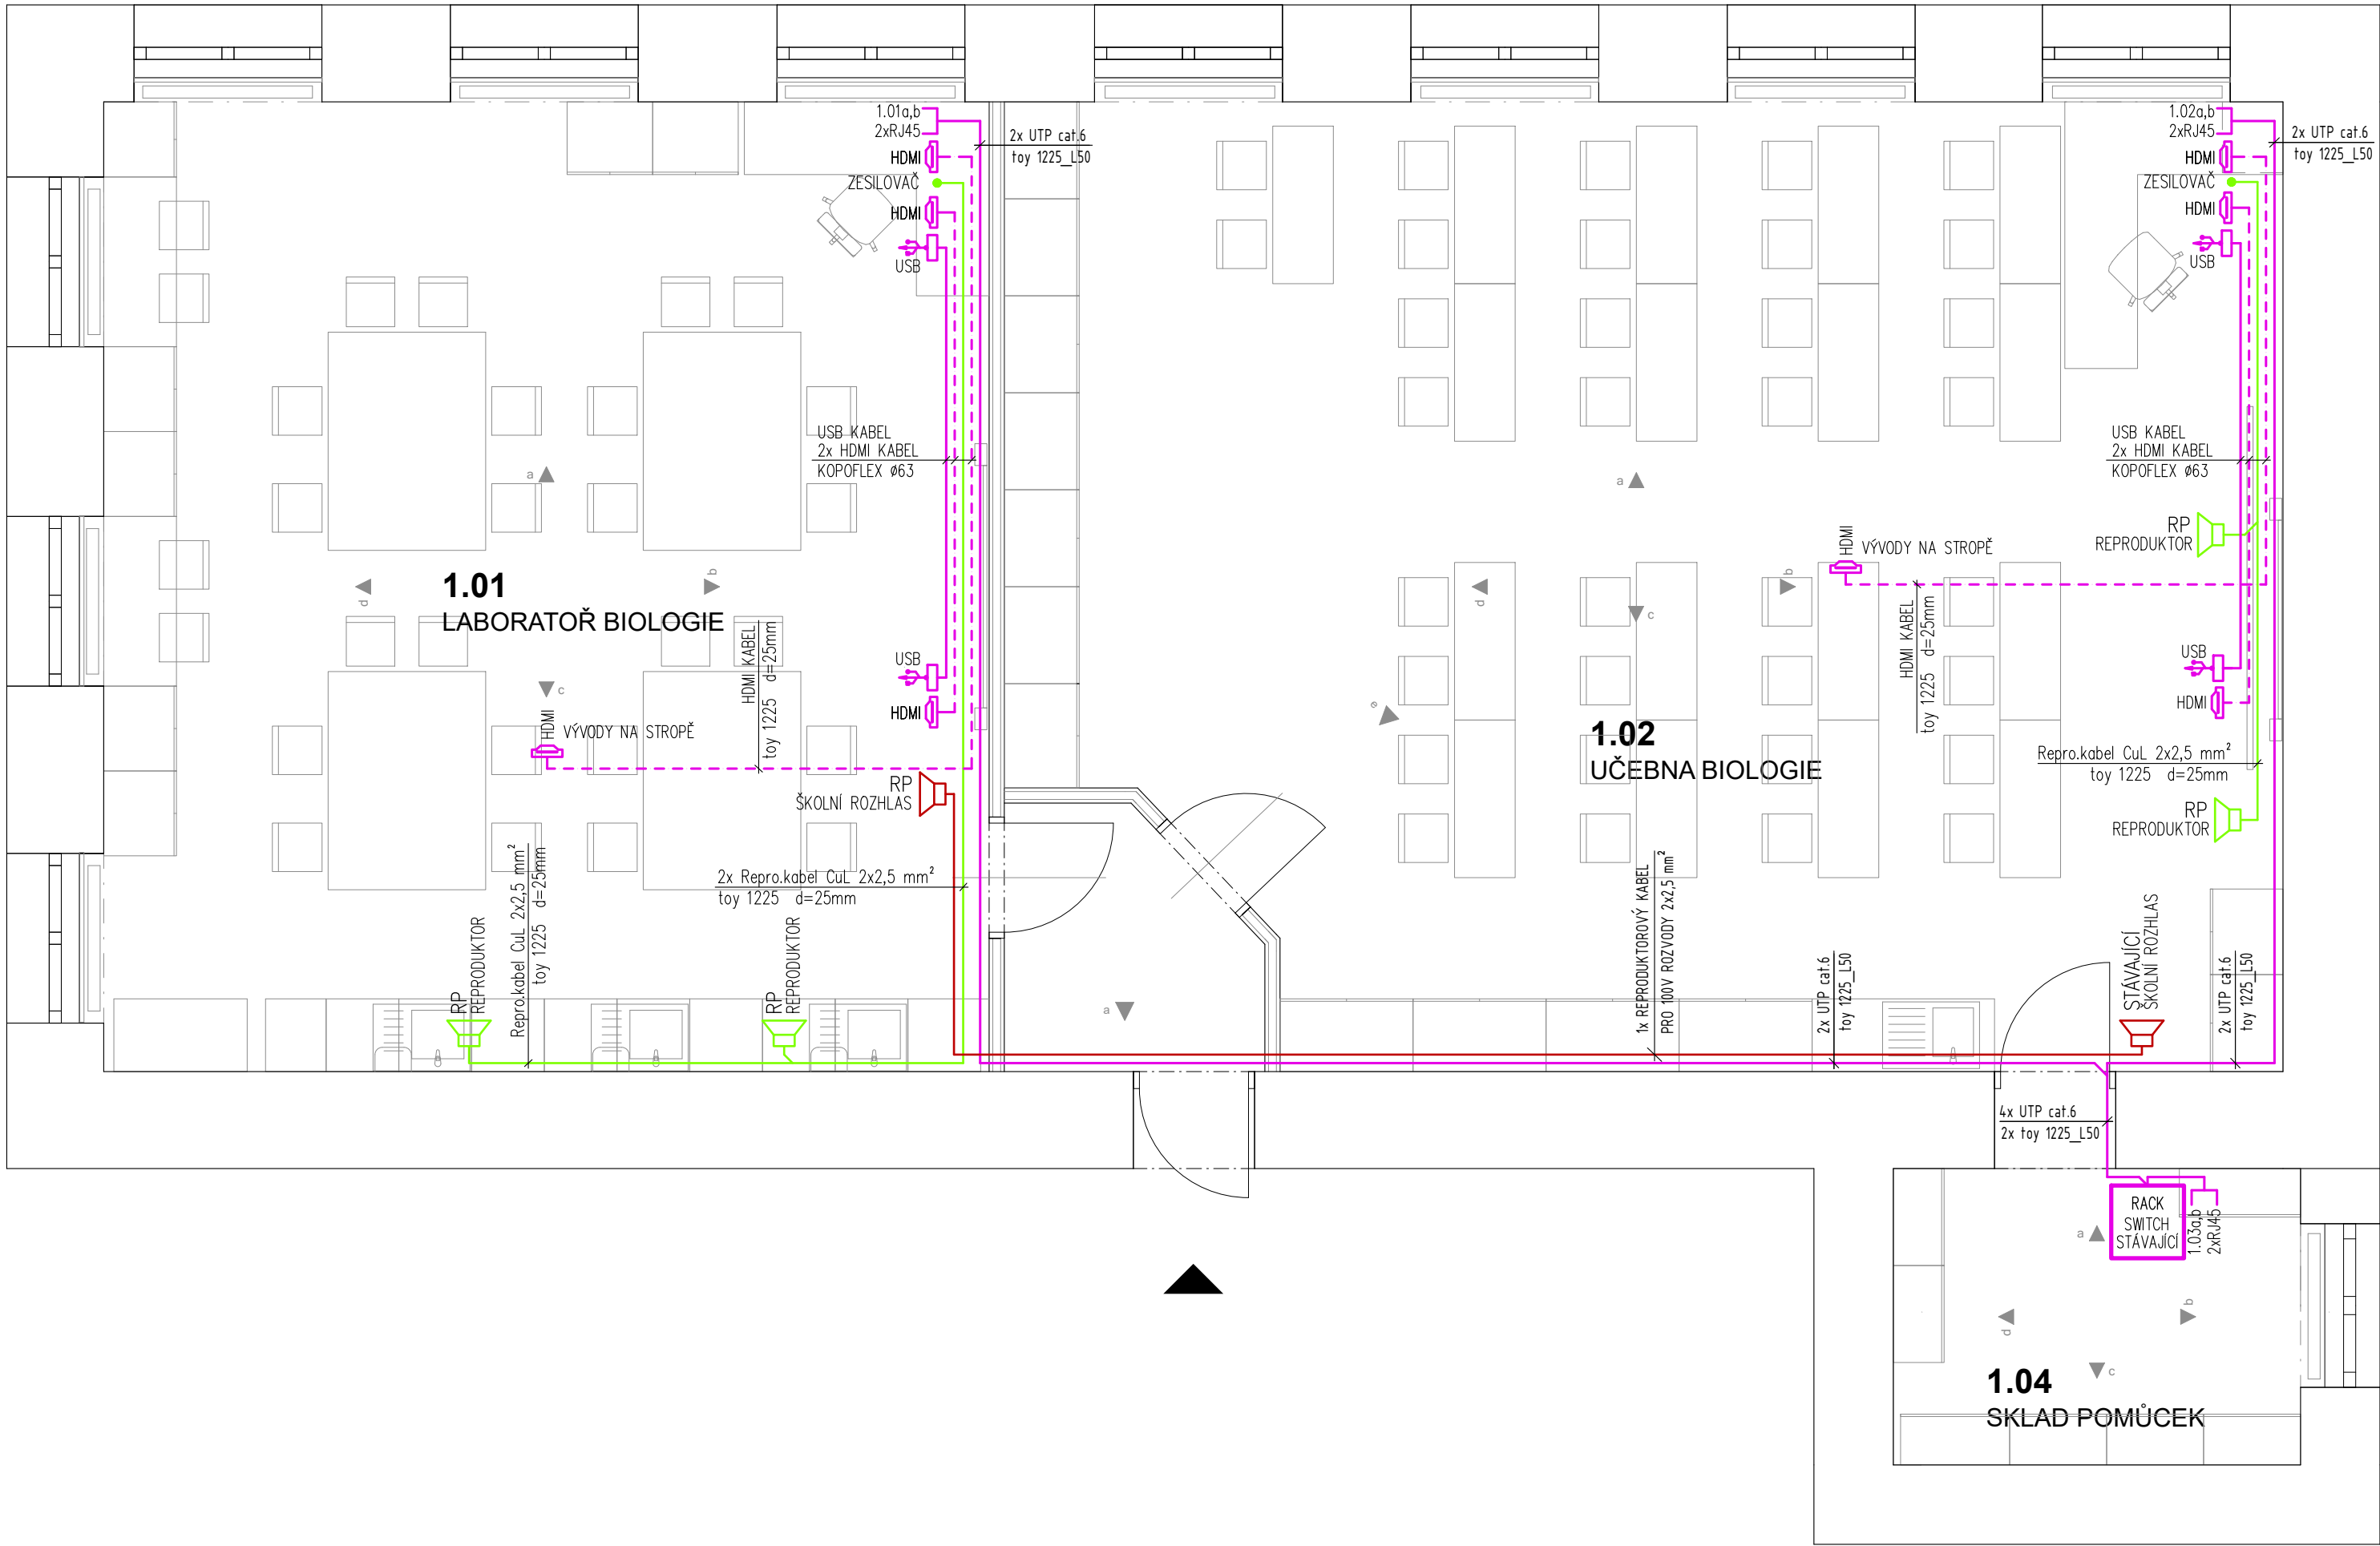 1.01a,b
2xRJ45
HDMI
ZESILOVAČ
HDMI
USB
2x UTP cat.6
toy 1225_L50
USB KABEL
2x HDMI KABEL
KOPOFLEX ø63
a
b
d
c
1.01
LABORATOŘ BIOLOGIE
HDMI
VÝVODY NA STROPĚ
HDMI KABEL
toy 1225 d=25mm
USB
HDMI
RP
ŠKOLNÍ ROZHLAS
2x Repro.kabel CuL 2x2,5 mm²
toy 1225 d=25mm
Repro.kabel CuL 2x2,5 mm²
toy 1225 d=25mm
RP
REPRODUKTOR
RP
REPRODUKTOR
a
1.02a,b
2xRJ45
HDMI
ZESILOVAČ
HDMI
USB
2x UTP cat.6
toy 1225_L50
USB KABEL
2x HDMI KABEL
KOPOFLEX ø63
a
b
d
c
e
RP
REPRODUKTOR
HDMI
VÝVODY NA STROPĚ
HDMI KABEL
toy 1225 d=25mm
USB
HDMI
1.02
UČEBNA BIOLOGIE
Repro.kabel CuL 2x2,5 mm²
toy 1225 d=25mm
RP
REPRODUKTOR
1x REPRODUKTOROVÝ KABEL
PRO 100V ROZVODY 2x2,5 mm²
2x UTP cat.6
toy 1225_L50
STÁVAJÍCÍ
ŠKOLNÍ ROZHLAS
2x UTP cat.6
toy 1225_L50
4x UTP cat.6
2x toy 1225_L50
RACK
SWITCH
STÁVAJÍCÍ
1.03a,b
2xRJ45
a
b
d
c
1.04
SKLAD POMŮCEK